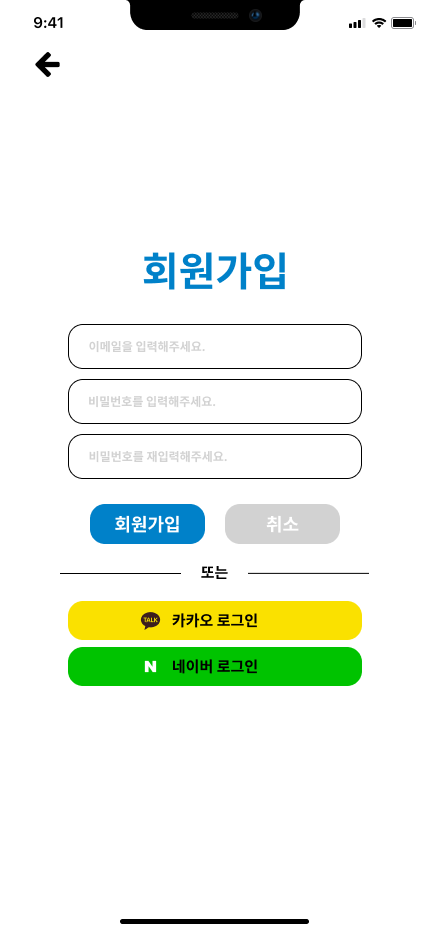 9:41
회원가입
이메일을 입력해주세요.
비밀번호를 입력해주세요.
비밀번호를 재입력해주세요.
회원가입 취소
또는
TALK 카카오 로그인
N 네이버 로그인